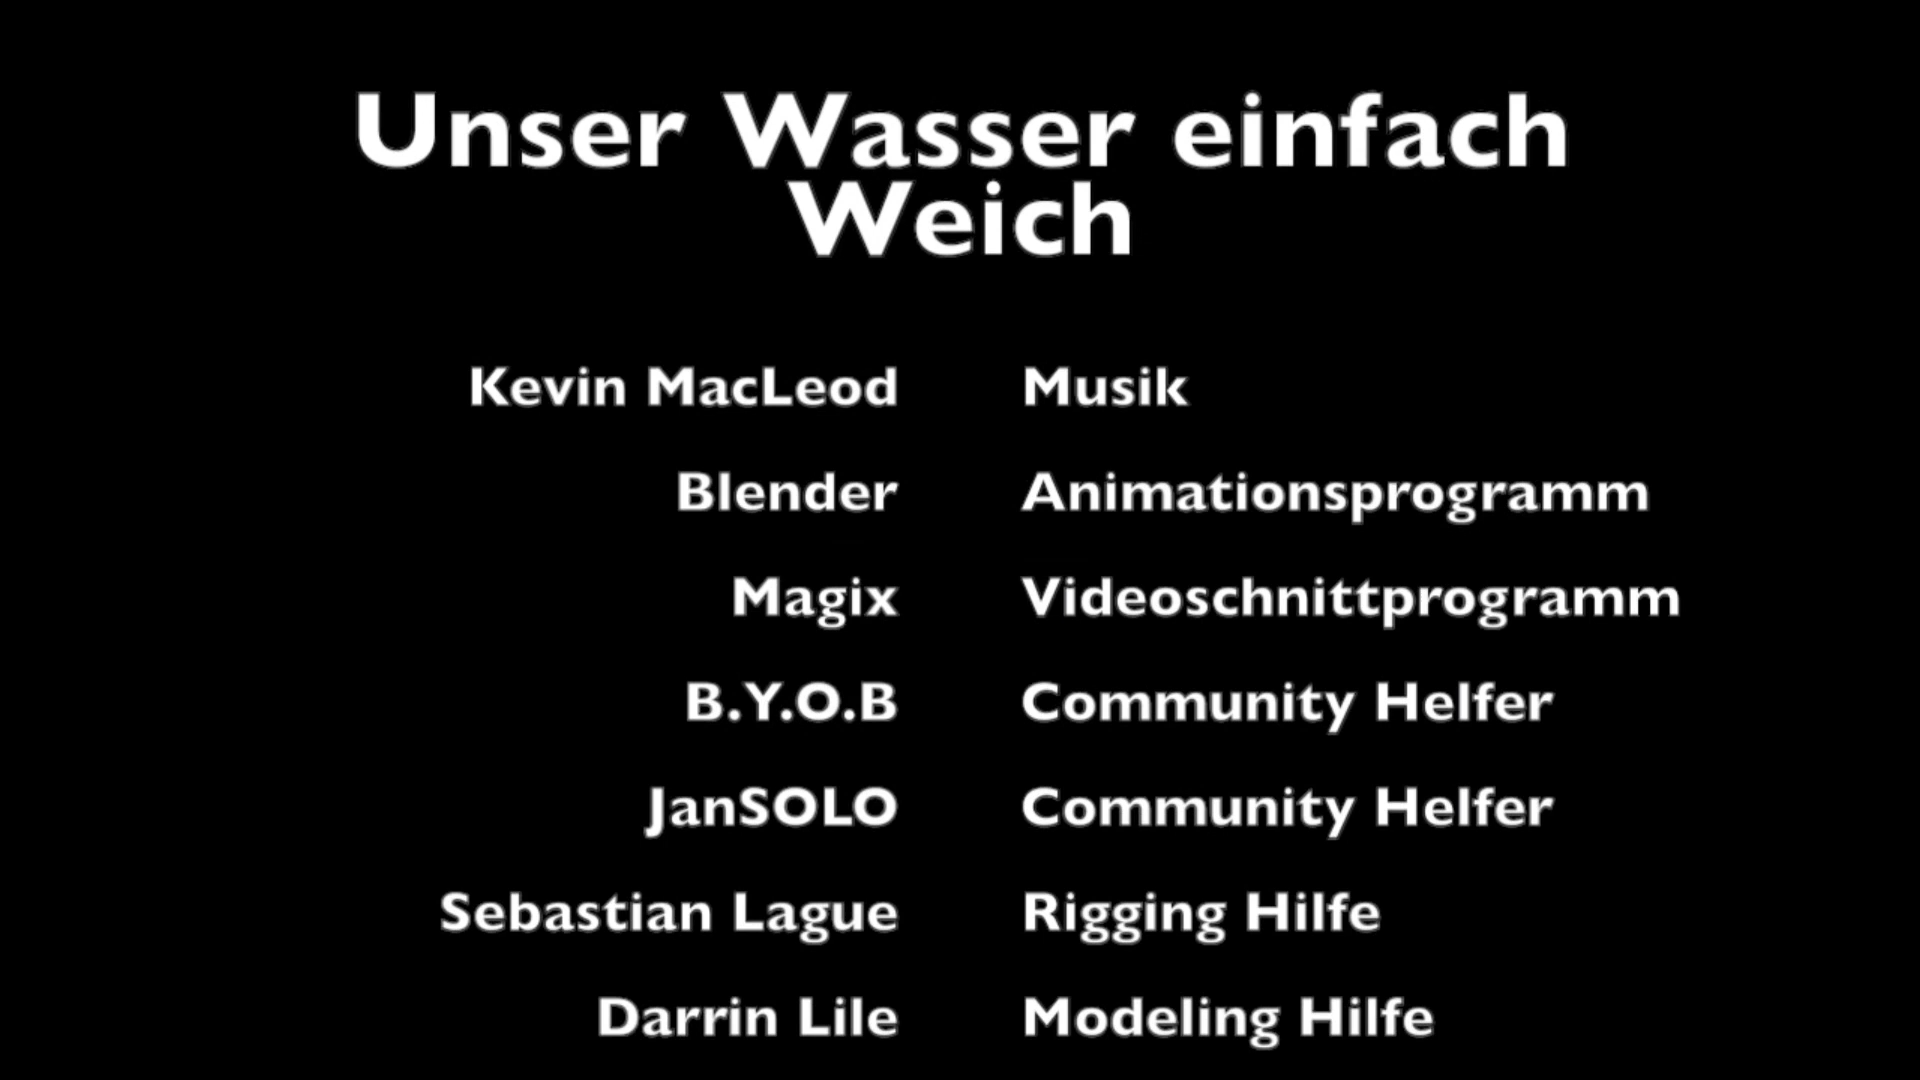 Unser Wasser einfach
Weich
Kevin MacLeod Musik
Blender Animationsprogramm
Magix Videoschnittprogramm
B.Y.O.B Community Helfer
JanSOLO Community Helfer
Sebastian Lague Rigging Hilfe
Darrin Lile Modeling Hilfe